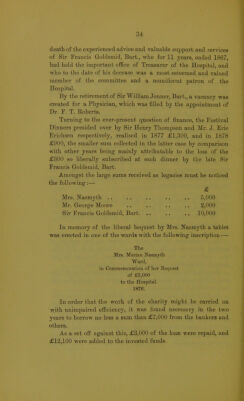 34
death of the experienced advice and valuable support and services
of Sir Francis Goldsmid, Bart., who for 11 years, ended 1867,
had held the important office of Treasurer of the Hospital, and
who to the date of his decease was a most esteemed and valued
member of the committee and a munificent patron of the
Hospital.
By the retirement of Sir William Jenner, Bart., a vacancy was
created for a Physician, which was filled by the appointment of
Dr. F. T. Roberts.
Turning to the ever-present question of finance, the Festival
Dinners presided over by Sir Henry Thompson and Mr. J. Eric
Erichsen respectively, realised in 1877 £1,300, and in 1878
£900, the smaller sum collected in the latter case by comparison
with other years being mainly attributable to the loss of the
£300 so liberally subscribed at each dinner by the late Sir
Francis Goldsmid, Bart.
Amongst the large sums received as legacies must be noticed
the following :—
£
Mrs. Nasmyth .. .. .. .. .. 5,000
Mr. George Moore .. .. .. .. 2,000
Sir Francis Goldsmid, Bart. .. .. .. 10,000
In memory of the liberal bequest by Mrs. Nasmyth a tablet
was erected in one of the wards with the following inscription :—
The
Mrs. Marian Nasmyth
Ward,
in Commemoration of her Bequest
of £5,000
to the Hospital
1876.
In order that the work of the charity might be carried on
with unimpaired efficiency, it was found necessary in the two
years to borrow no less a sum than £7,000 from the bankers and
others.
As a set off against this, £3,000 of the loan were repaid, and
£12,100 were added to the invested funds